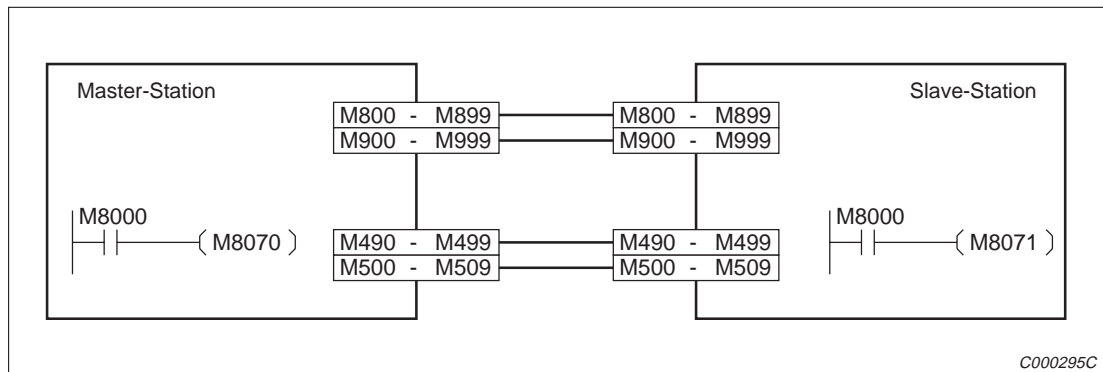 Master-Station
Slave-Station
M800 - M899
M800 - M899
M900 - M999
M900 - M999
M8000
M8070
M8000
M8071
M490 - M499
M490 - M499
M500 - M509
M500 - M509
C000295C